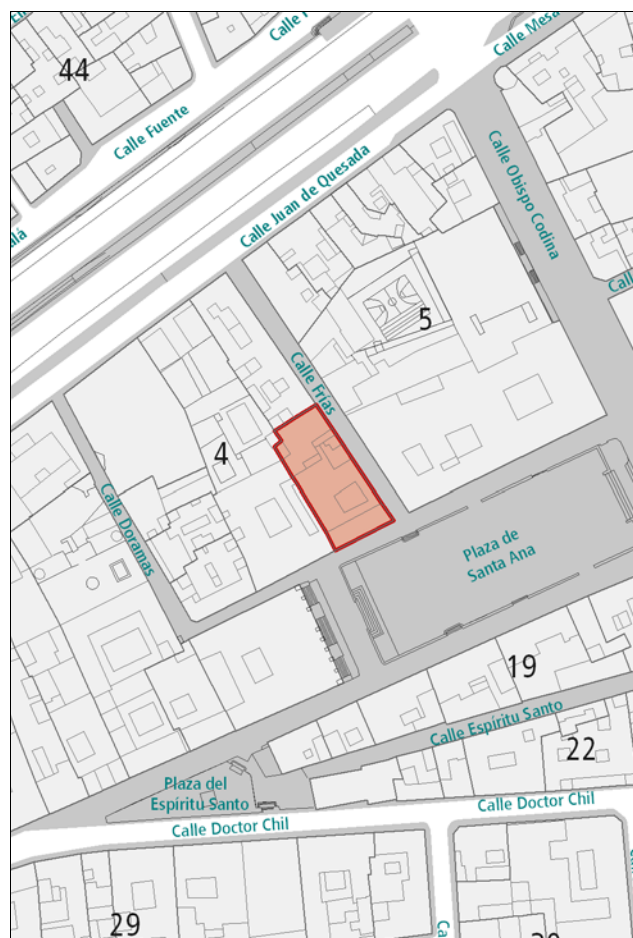 44
Calle Fuente
Calle Mesa
Calle Juan de Quesada
Calle Obispo Codina
5
Calle Frías
4
Calle Doramas
Plaza de
Santa Ana
19
Calle Espíritu Santo
22
Plaza del
Espíritu Santo
Calle Doctor Chil
Calle Doctor Chil
29